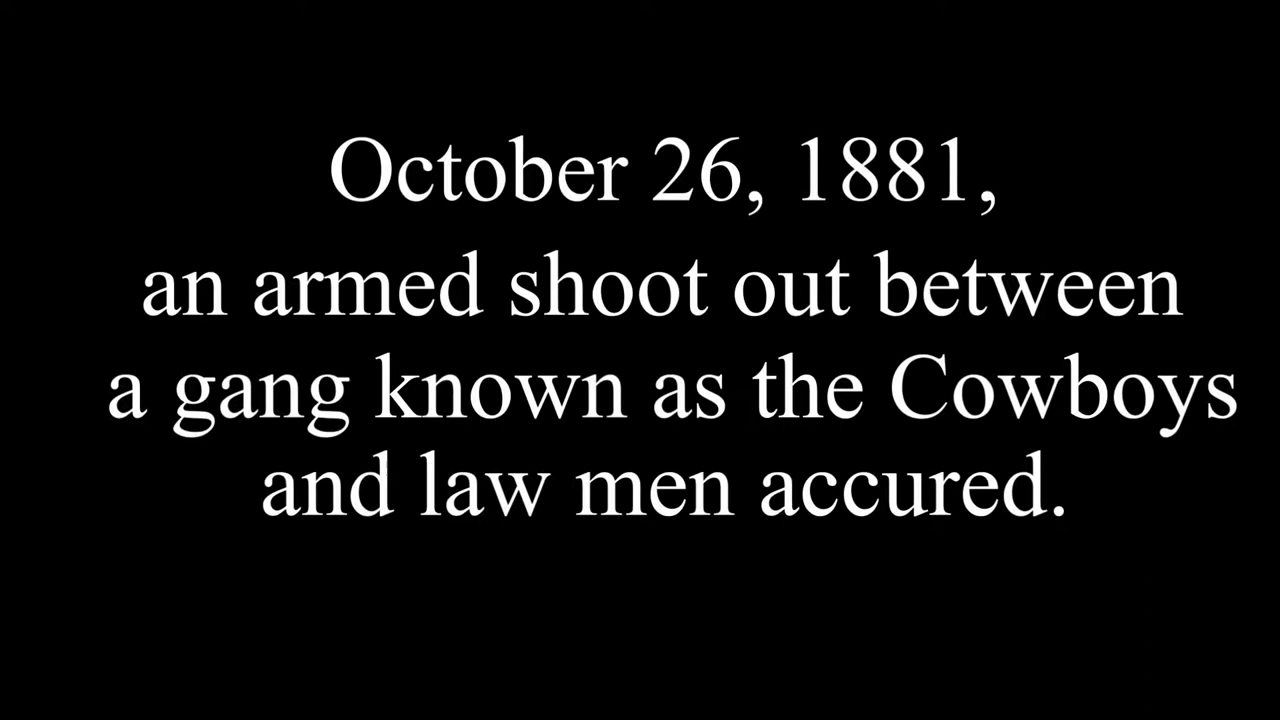 October 26, 1881,
an armed shoot out between
a gang known as the Cowboys
and law men accured.